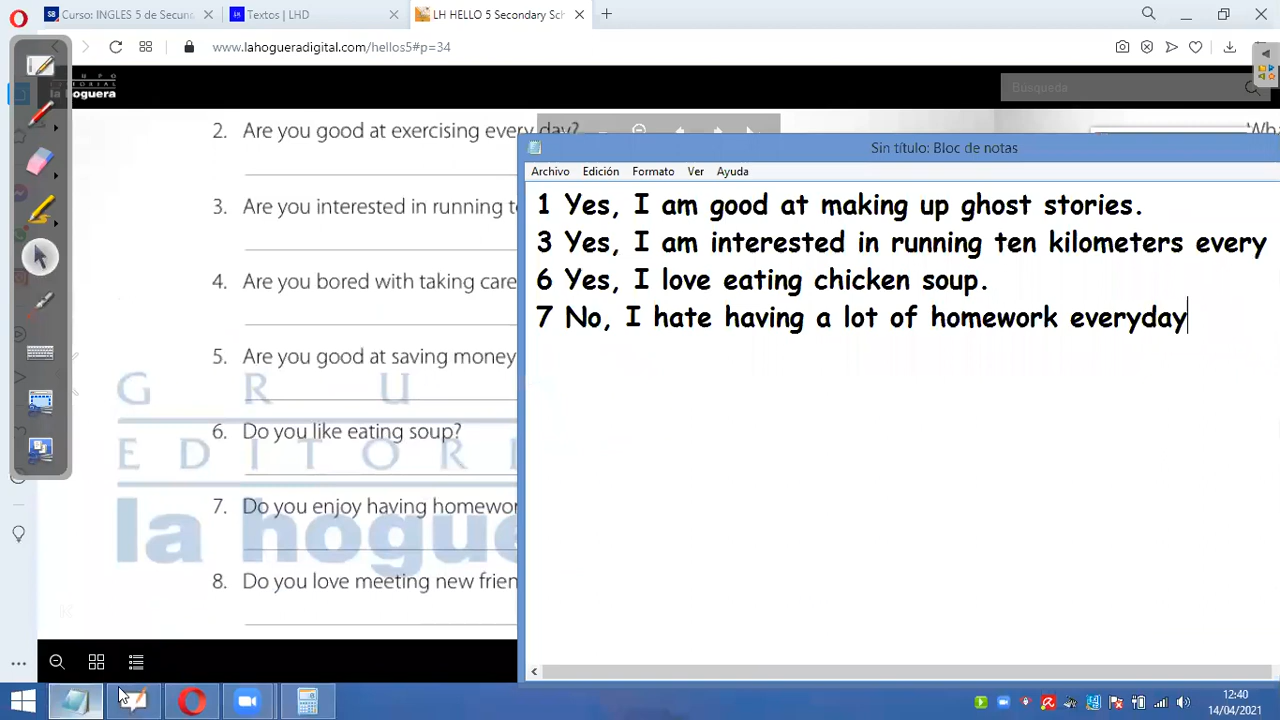 Curso: INGLES 5 de Secun
Textos | LHD
LH HELLO 5 Secondary Sch
www.lahogueradigital.com/hellos5#p=34
GRUPO
EDITORIAL
la hoguera
Búsqueda
2. Are you good at exercising every day?
Wha
Sin título: Bloc de notas
Archivo Edición Formato Ver Ayuda
3. Are you interested in running t
4. Are you bored with taking care
5. Are you good at saving money
6. Do you like eating soup?
7. Do you enjoy having homewor
8. Do you love meeting new frien
1 Yes, I am good at making up ghost stories.
3 Yes, I am interested in running ten kilometers every
6 Yes, I love eating chicken soup.
7 No, I hate having a lot of homework everyday
G R U
E D I T O R I
la hogue
12:40
14/04/2021